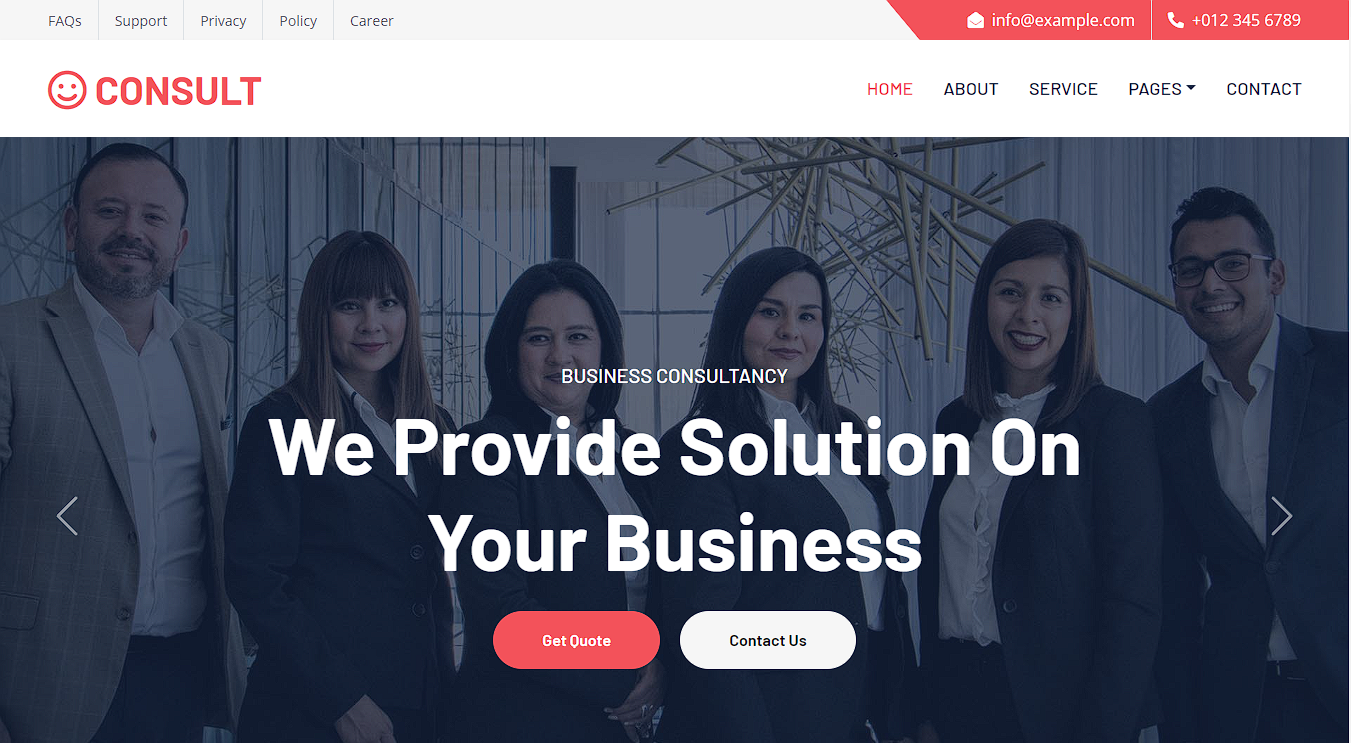 FAQs Support Privacy Policy Career info@example.com +012 345 6789
CONSULT HOME ABOUT SERVICE PAGES CONTACT
BUSINESS CONSULTANCY
We Provide Solution On
Your Business
Get Quote Contact Us